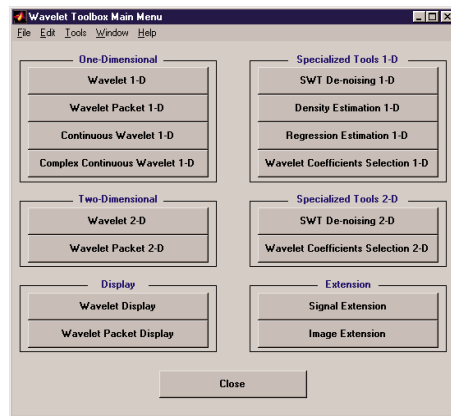 Wavelet Toolbox Main Menu
File Edit Tools Window Help
One-Dimensional
Wavelet 1-D
Wavelet Packet 1-D
Continuous Wavelet 1-D
Complex Continuous Wavelet 1-D
Specialized Tools 1-D
SWT De-noising 1-D
Density Estimation 1-D
Regression Estimation 1-D
Wavelet Coefficients Selection 1-D
Two-Dimensional
Wavelet 2-D
Wavelet Packet 2-D
Specialized Tools 2-D
SWT De-noising 2-D
Wavelet Coefficients Selection 2-D
Display
Wavelet Display
Wavelet Packet Display
Extension
Signal Extension
Image Extension
Close